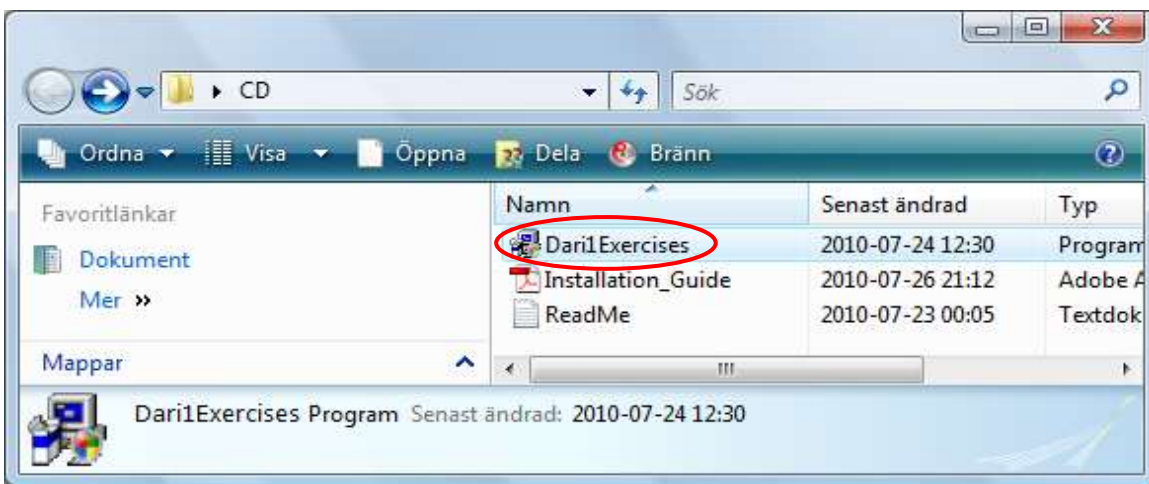 CD Sök
Ordna Visa Öppna Dela Bränn
Favoritlänkar
Dokument
Mer
Mappar
Namn Senast ändrad Typ
Dari1Exercises 2010-07-24 12:30 Program
Installation_Guide 2010-07-26 21:12 Adobe A
ReadMe 2010-07-23 00:05 Textdok
Dari1Exercises Program Senast ändrad: 2010-07-24 12:30